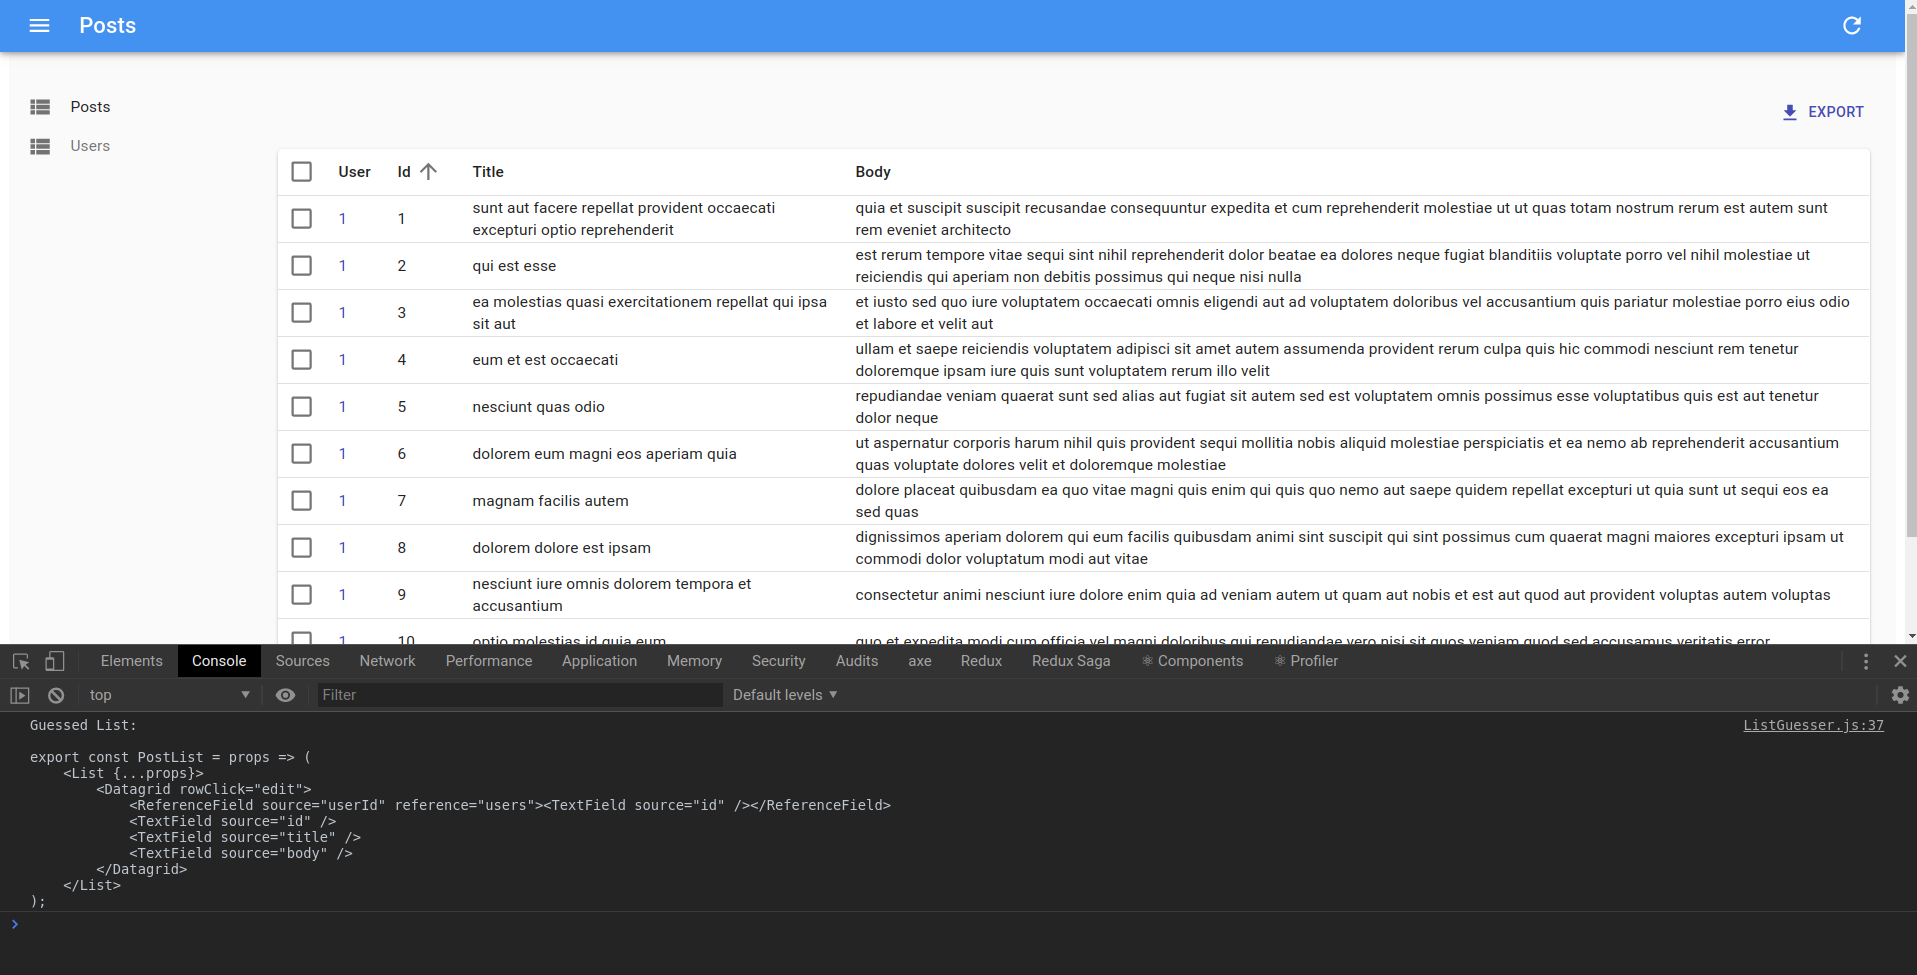 Posts
Posts
Users
EXPORT
User Id Title Body
1 1 sunt aut facere repellat provident occaecati excepturi optio reprehenderit quia et suscipit suscipit recusandae consequuntur expedita et cum reprehenderit molestiae ut ut quas totam nostrum rerum est autem sunt rem eveniet architecto
1 2 qui est esse est rerum tempore vitae sequi sint nihil reprehenderit dolor beatae ea dolores neque fugiat blanditiis voluptate porro vel nihil molestiae ut reiciendis qui aperiam non debitis possimus qui neque nisi nulla
1 3 ea molestias quasi exercitationem repellat qui ipsa sit aut et iusto sed quo iure voluptatem occaecati omnis eligendi aut ad voluptatem doloribus vel accusantium quis pariatur molestiae porro eius odio et labore et velit aut
1 4 eum et est occaecati ullam et saepe reiciendis voluptatem adipisci sit amet autem assumenda provident rerum culpa quis hic commodi nesciunt rem tenetur doloremque ipsam iure quis sunt voluptatem rerum illo velit
1 5 nesciunt quas odio repudiandae veniam quaerat sunt sed alias aut fugiat sit autem sed est voluptatem omnis possimus esse voluptatibus quis est aut tenetur dolor neque
1 6 dolorem eum magni eos aperiam quia ut aspernatur corporis harum nihil quis provident sequi mollitia nobis aliquid molestiae perspiciatis et ea nemo ab reprehenderit accusantium quas voluptate dolores velit et doloremque molestiae
1 7 magnam facilis autem dolore placeat quibusdam ea quo vitae magni quis enim qui quis quo nemo aut saepe quidem repellat excepturi ut quia sunt ut sequi eos ea sed quas
1 8 dolorem dolore est ipsam dignissimos aperiam dolorem qui eum facilis quibusdam animi sint suscipit qui sint possimus cum quaerat magni maiores excepturi ipsam ut commodi dolor voluptatum modi aut vitae
1 9 nesciunt iure omnis dolorem tempora et accusantium consectetur animi nesciunt iure dolore enim quia ad veniam autem ut quam aut nobis et est aut quod aut provident voluptas autem voluptas
1 10 optio molestias id quia eum quo et expedita modi cum officia vel magni doloribus qui repudiandae vero nisi sit quos veniam quod sed accusamus veritatis error
Elements Console Sources Network Performance Application Memory Security Audits axe Redux Redux Saga ⚛ Components ⚛ Profiler
top ▼ Filter Default levels ▼
Guessed List: ListGuesser.js:37
export const PostList = props => (
    <List {...props}>
        <Datagrid rowClick="edit">
            <ReferenceField source="userId" reference="users"><TextField source="id" /></ReferenceField>
            <TextField source="id" />
            <TextField source="title" />
            <TextField source="body" />
        </Datagrid>
    </List>
);